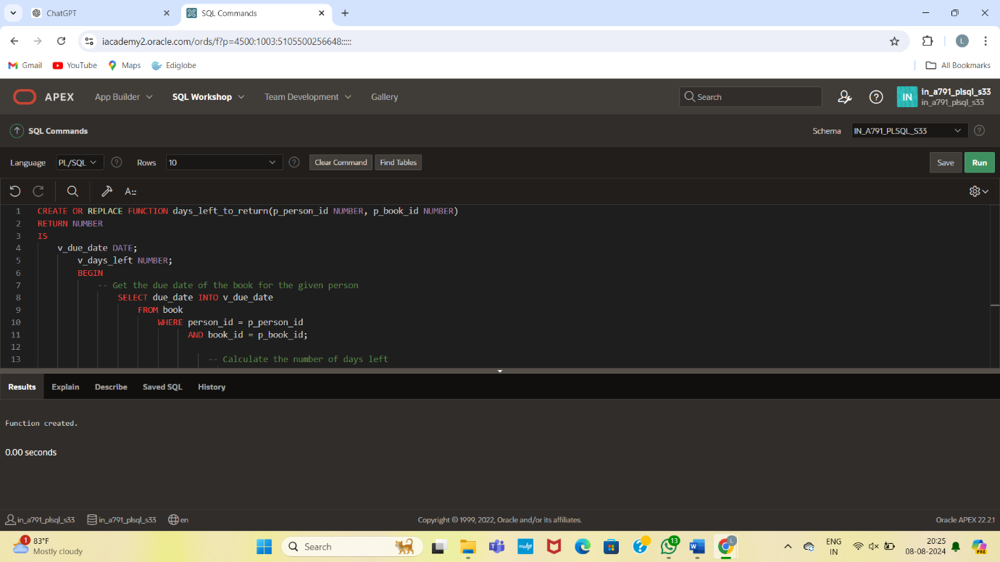 ChatGPT
SQL Commands
iacademy2.oracle.com/ords/f?p=4500:1003:5105500256648:::::
L
Gmail
YouTube
Maps
Ediglobe
All Bookmarks
APEX
App Builder
SQL Workshop
Team Development
Gallery
Search
IN
in_a791_plsql_s33
in_a791_plsql_s33
SQL Commands
Schema
IN_A791_PLSQL_S33
Language
PL/SQL
Rows
10
Clear Command
Find Tables
Save
Run
1 CREATE OR REPLACE FUNCTION days_left_to_return(p_person_id NUMBER, p_book_id NUMBER)
2 RETURN NUMBER
3 IS
4 v_due_date DATE;
5 v_days_left NUMBER;
6 BEGIN
7 -- Get the due date of the book for the given person
8 SELECT due_date INTO v_due_date
9 FROM book
10 WHERE person_id = p_person_id
11 AND book_id = p_book_id;
12
13 -- Calculate the number of days left
Results
Explain
Describe
Saved SQL
History
Function created.
0.00 seconds
in_a791_plsql_s33
in_a791_plsql_s33
en
Copyright © 1999, 2022, Oracle and/or its affiliates.
Oracle APEX 22.2.1
1
83°F
Mostly cloudy
Search
myhp
13
L
ENG
IN
20:25
08-08-2024
PRE